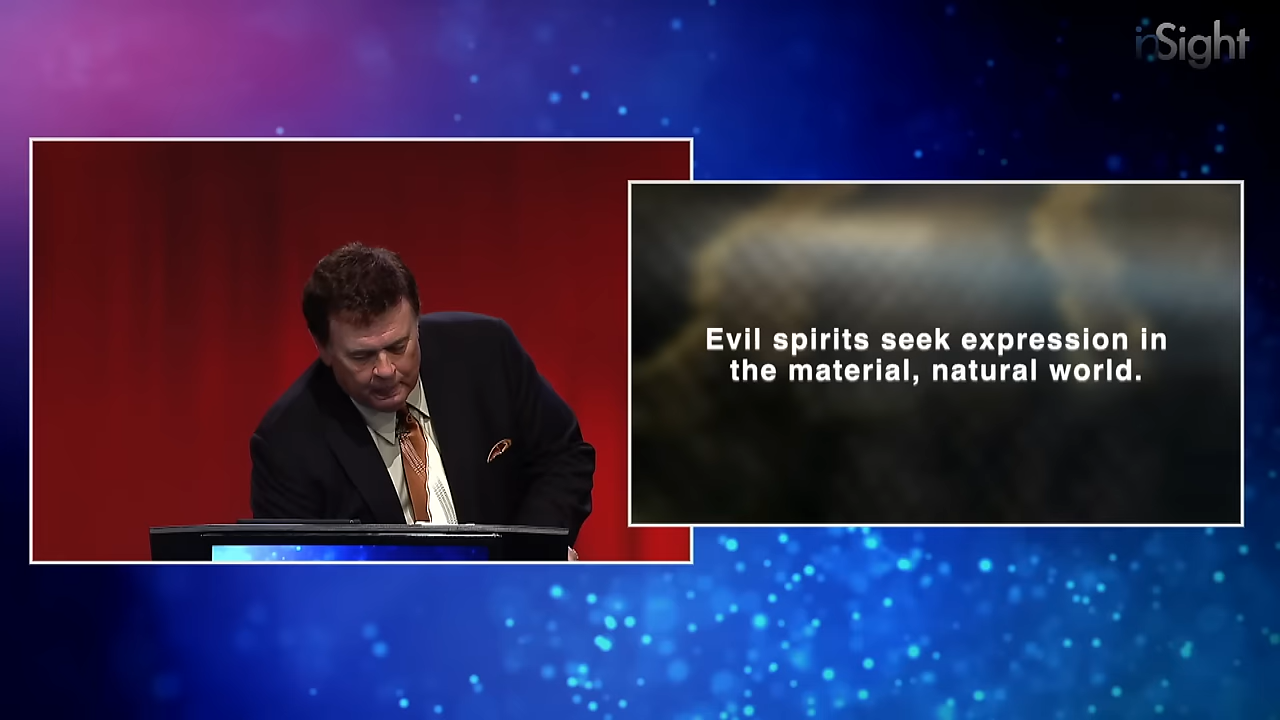 inSight
Evil spirits seek expression in
the material, natural world.